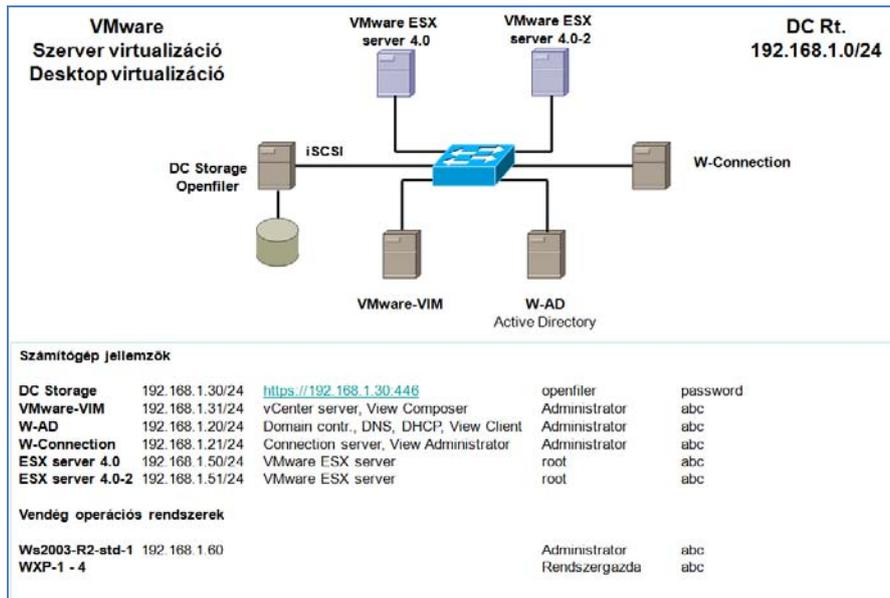 VMware
Szerver virtualizáció
Desktop virtualizáció
VMware ESX
server 4.0
VMware ESX
server 4.0-2
DC Rt.
192.168.1.0/24
iSCSI
DC Storage
Openfiler
W-Connection
VMware-VIM
W-AD
Active Directory
Számítógép jellemzők
DC Storage 192.168.1.30/24 https://192.168.1.30:446 openfiler password
VMware-VIM 192.168.1.31/24 vCenter server, View Composer Administrator abc
W-AD 192.168.1.20/24 Domain contr., DNS, DHCP, View Client Administrator abc
W-Connection 192.168.1.21/24 Connection server, View Administrator Administrator abc
ESX server 4.0 192.168.1.50/24 VMware ESX server root abc
ESX server 4.0-2 192.168.1.51/24 VMware ESX server root abc
Vendég operációs rendszerek
Ws2003-R2-std-1 192.168.1.60 Administrator abc
WXP-1 - 4 Rendszergazda abc